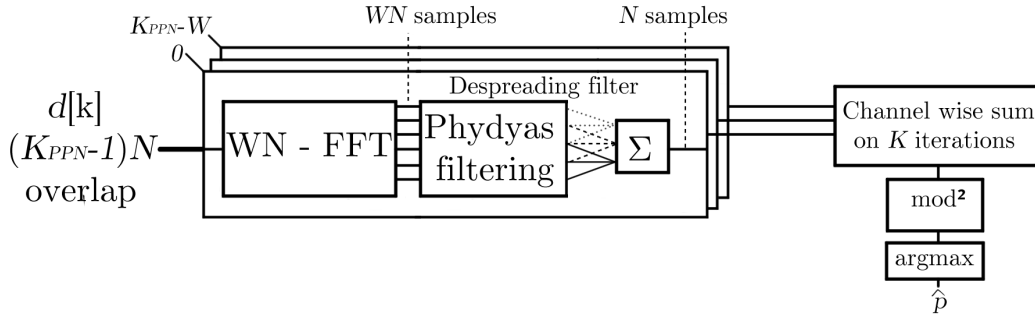 K_PPN-W
0
WN samples
N samples
d[k]
(K_PPN-1)N
overlap
WN - FFT
Despreading filter
Phydyas
filtering
Σ
Channel wise sum
on K iterations
mod²
argmax
p̂